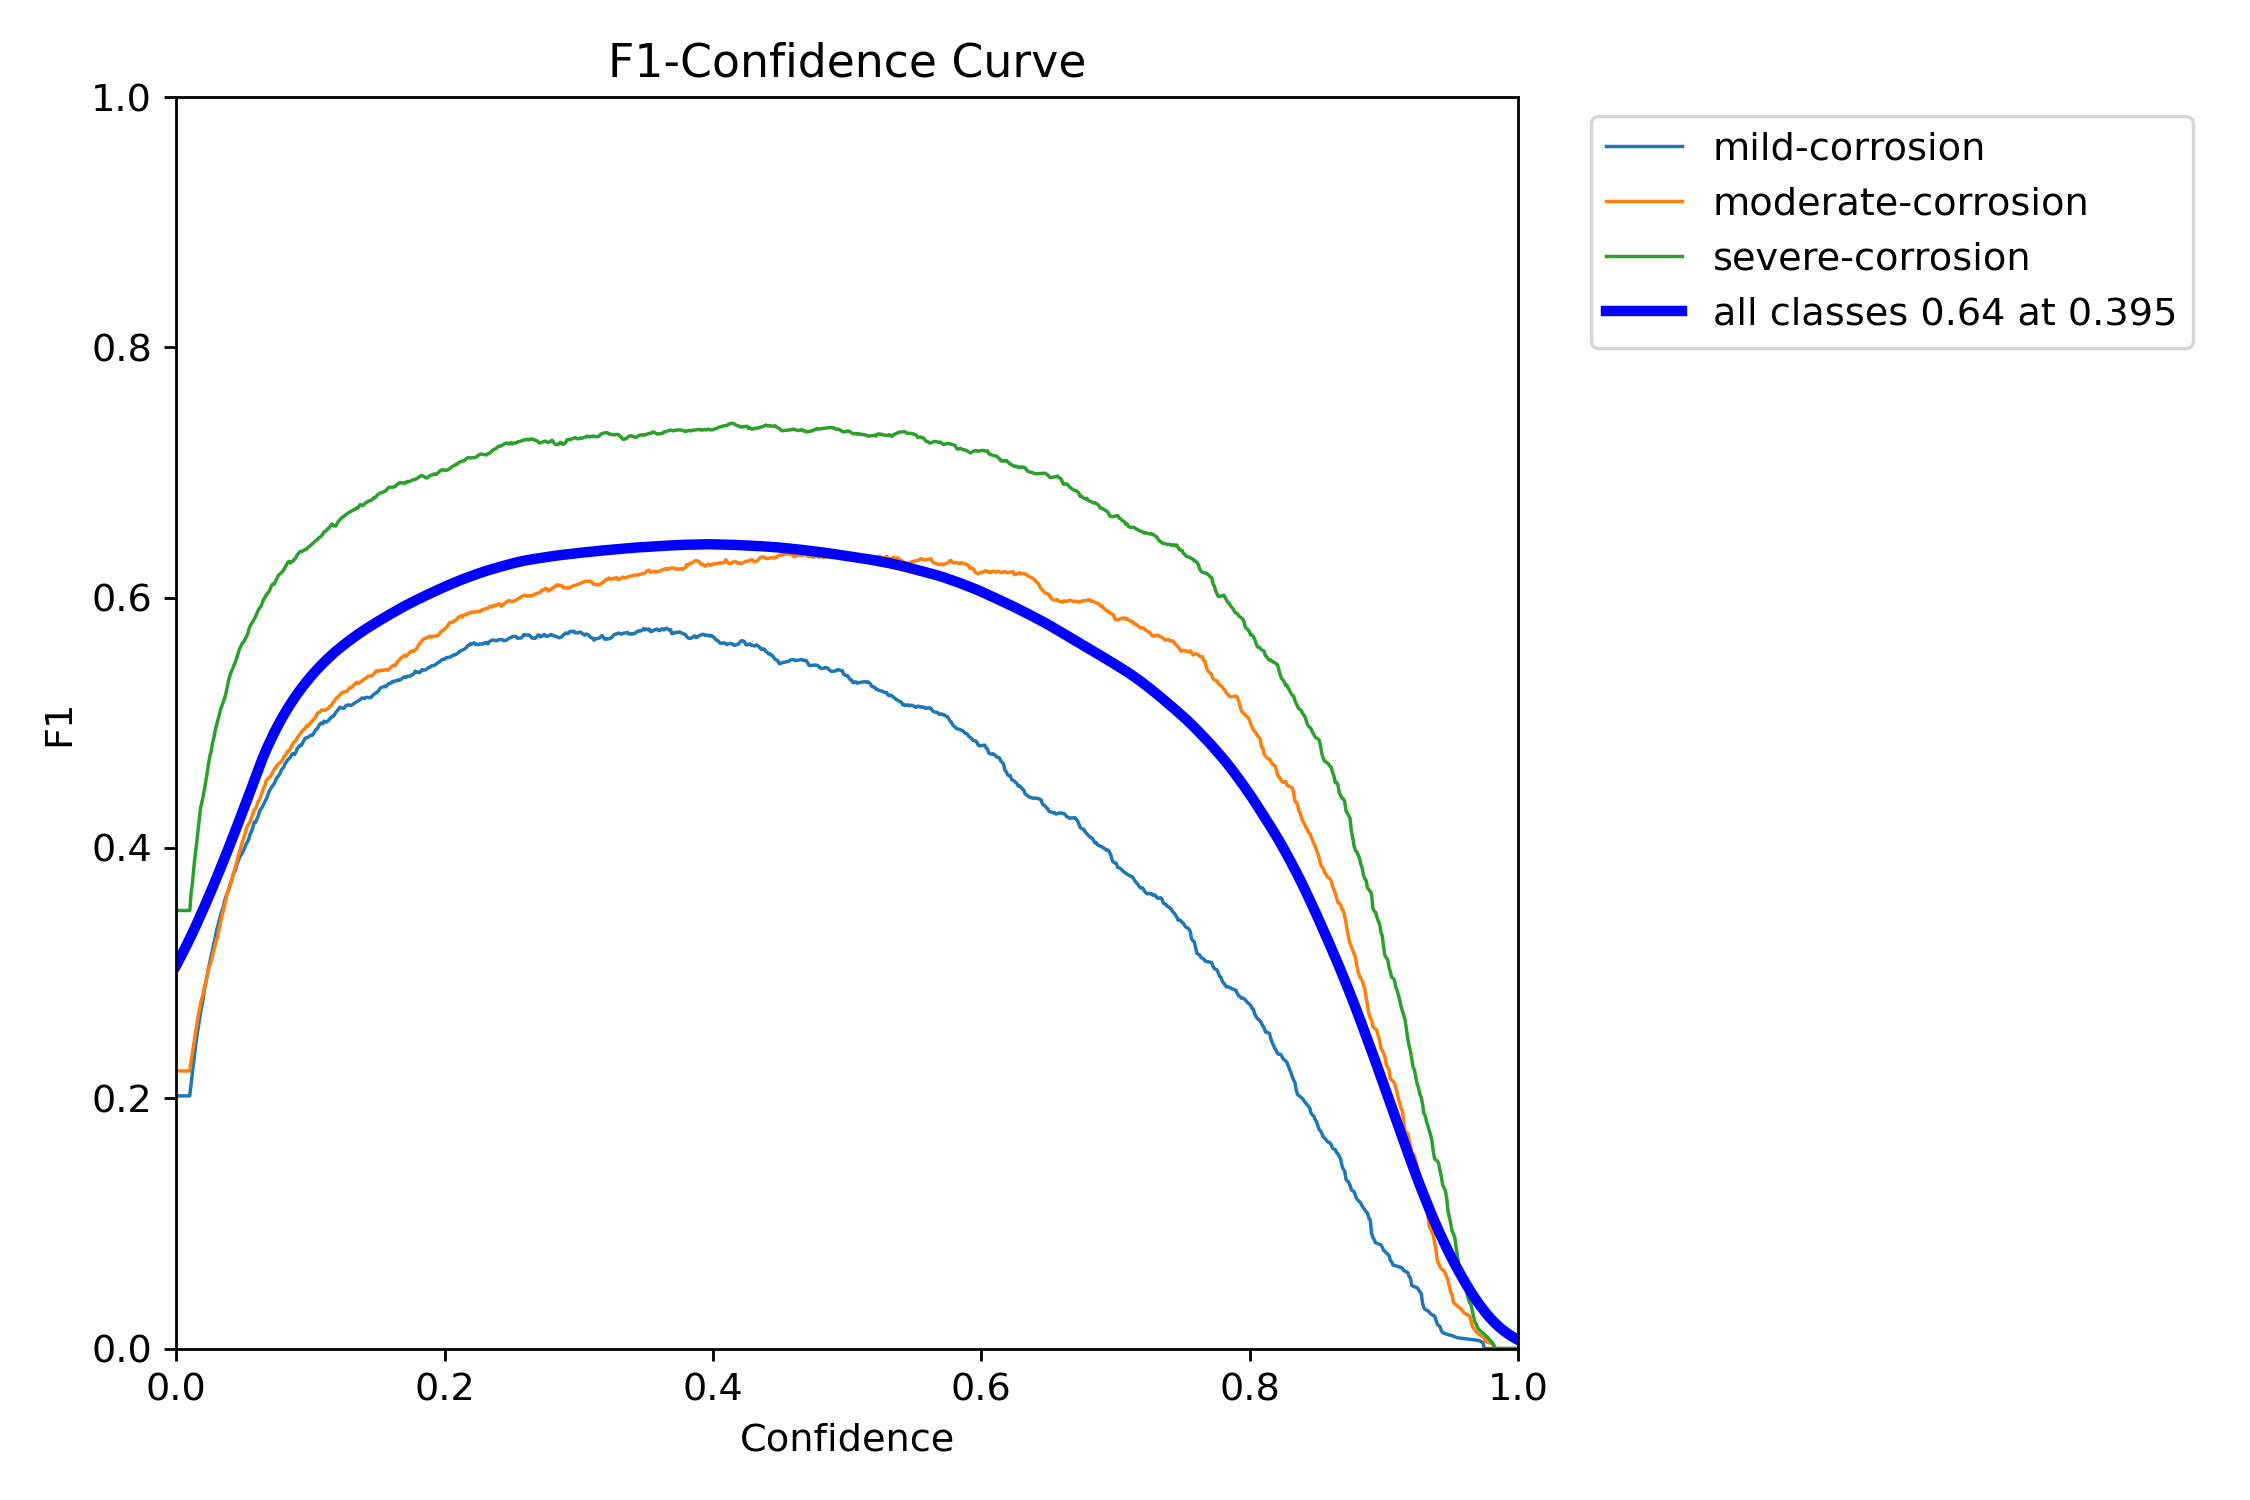 F1-Confidence Curve
1.0
0.8
0.6
0.4
0.2
0.0
F1
0.0 0.2 0.4 0.6 0.8 1.0
Confidence
mild-corrosion
moderate-corrosion
severe-corrosion
all classes 0.64 at 0.395